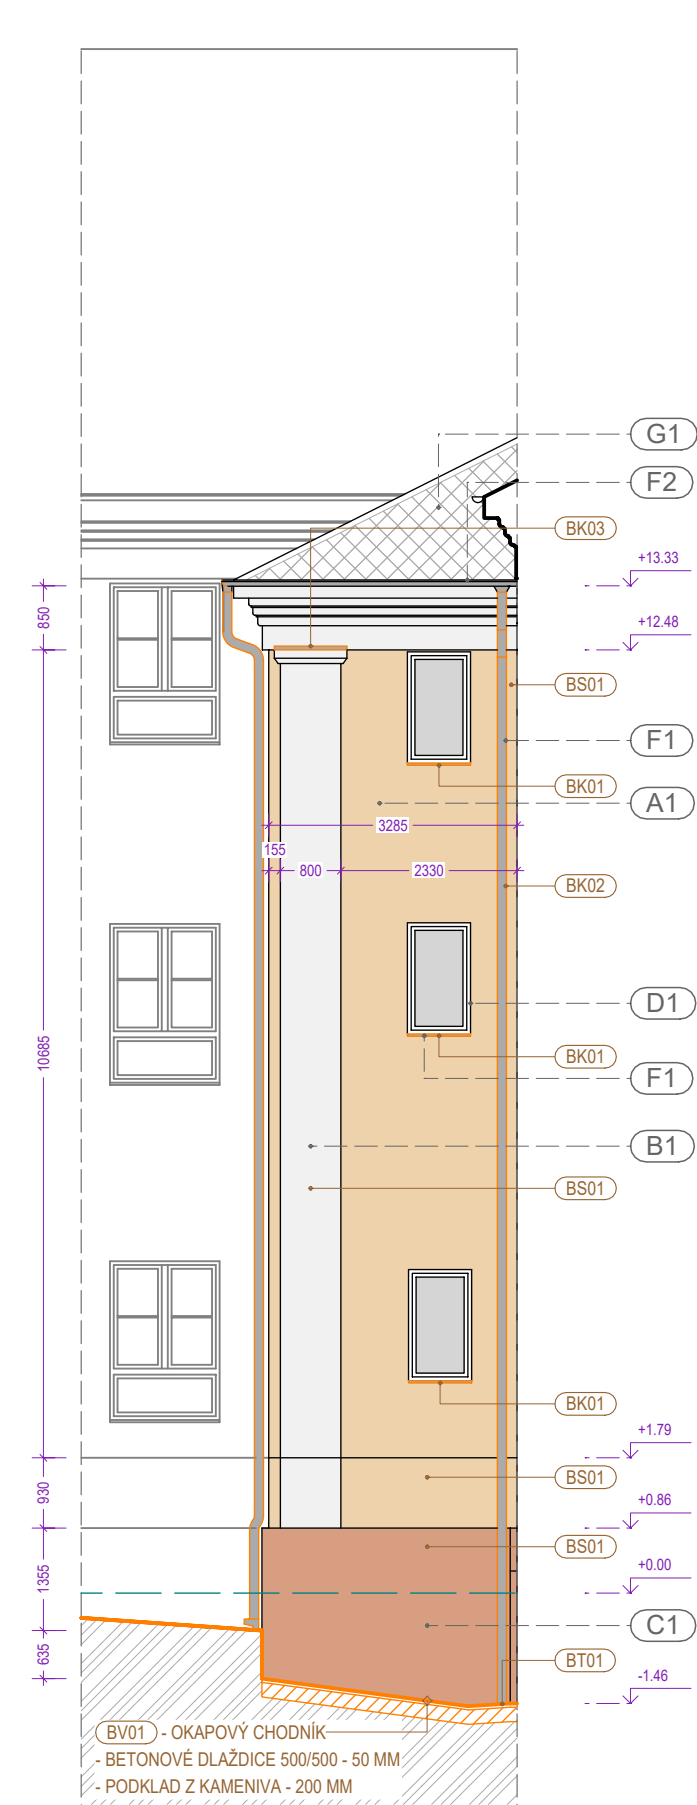 G1
F2
BK03
+13.33
850
+12.48
BS01
F1
BK01
A1
3285
155
800
2330
BK02
D1
10685
BK01
F1
B1
BS01
BK01
+1.79
BS01
930
+0.86
BS01
+0.00
1355
C1
635
BT01
-1.46
BV01 - OKAPOVÝ CHODNÍK
- BETONOVÉ DLAŽDICE 500/500 - 50 MM
- PODKLAD Z KAMENIVA - 200 MM